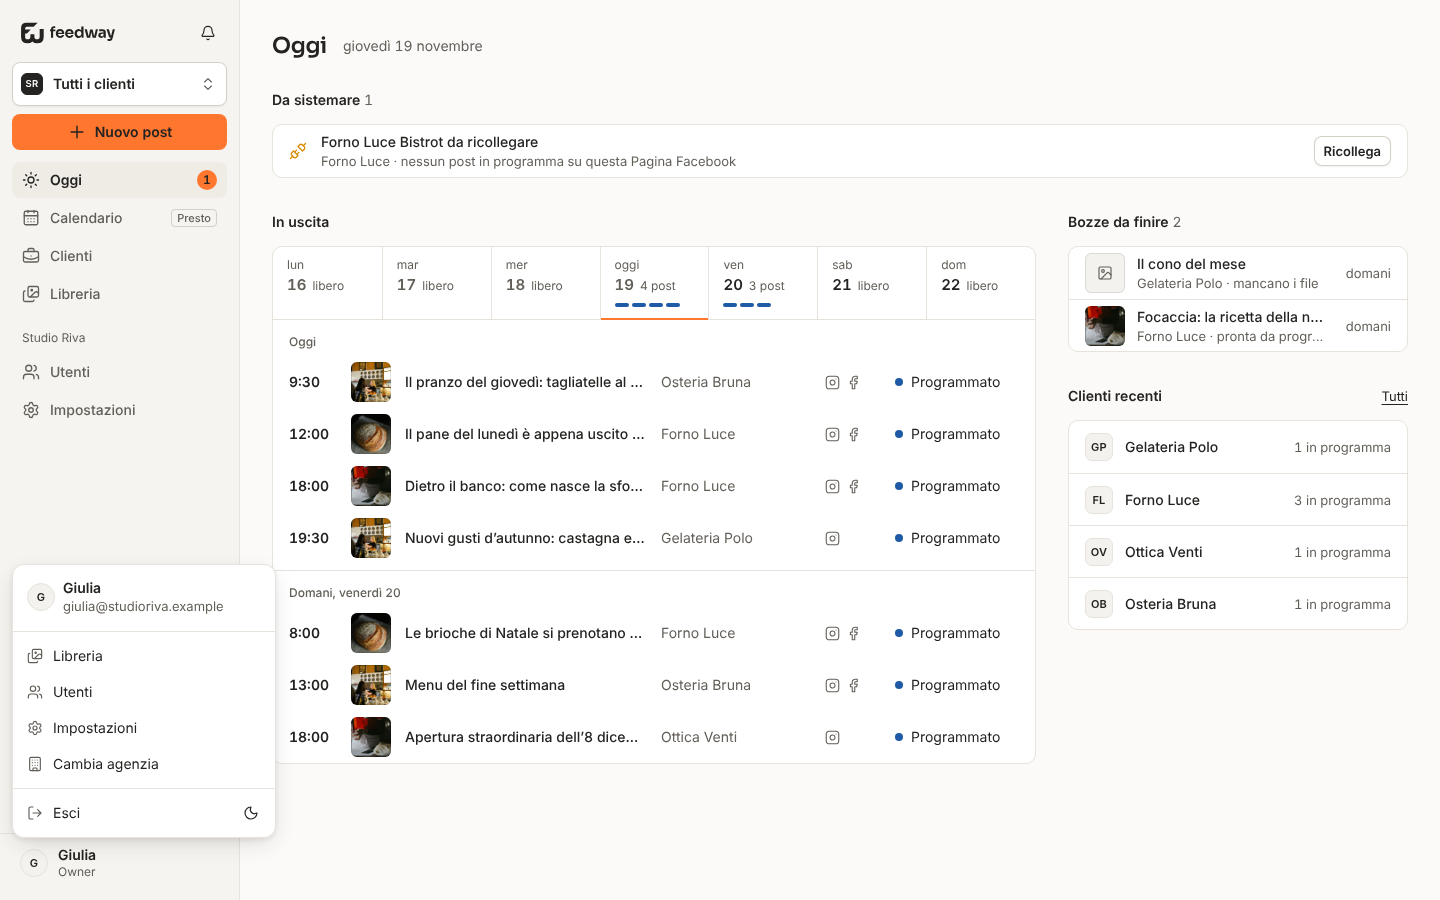 feedway
SR Tutti i clienti
Nuovo post
Oggi 1
Calendario Presto
Clienti
Libreria
Studio Riva
Utenti
Impostazioni
G Giulia
giulia@studioriva.example
Libreria
Utenti
Impostazioni
Cambia agenzia
Esci
G Giulia
Owner
Oggi giovedì 19 novembre
Da sistemare 1
Forno Luce Bistrot da ricollegare
Forno Luce · nessun post in programma su questa Pagina Facebook
Ricollega
In uscita
lun
16 libero
mar
17 libero
mer
18 libero
oggi
19 4 post
ven
20 3 post
sab
21 libero
dom
22 libero
Oggi
9:30 Il pranzo del giovedì: tagliatelle al ... Osteria Bruna Programmato
12:00 Il pane del lunedì è appena uscito ... Forno Luce Programmato
18:00 Dietro il banco: come nasce la sfo... Forno Luce Programmato
19:30 Nuovi gusti d’autunno: castagna e... Gelateria Polo Programmato
Domani, venerdì 20
8:00 Le brioche di Natale si prenotano ... Forno Luce Programmato
13:00 Menu del fine settimana Osteria Bruna Programmato
18:00 Apertura straordinaria dell’8 dice... Ottica Venti Programmato
Bozze da finire 2
Il cono del mese
Gelateria Polo · mancano i file
domani
Focaccia: la ricetta della n...
Forno Luce · pronta da progr...
domani
Clienti recenti Tutti
GP Gelateria Polo 1 in programma
FL Forno Luce 3 in programma
OV Ottica Venti 1 in programma
OB Osteria Bruna 1 in programma